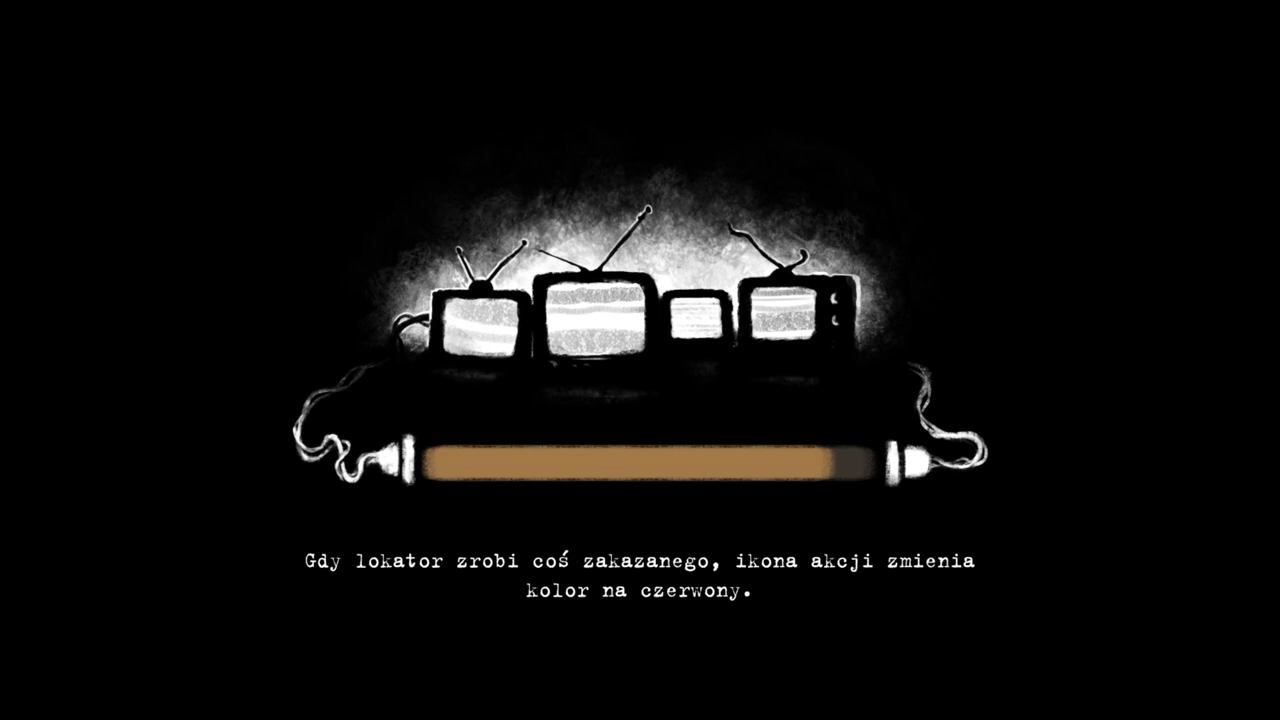 Gdy lokator zrobi coś zakazanego, ikona akcji zmienia
kolor na czerwony.